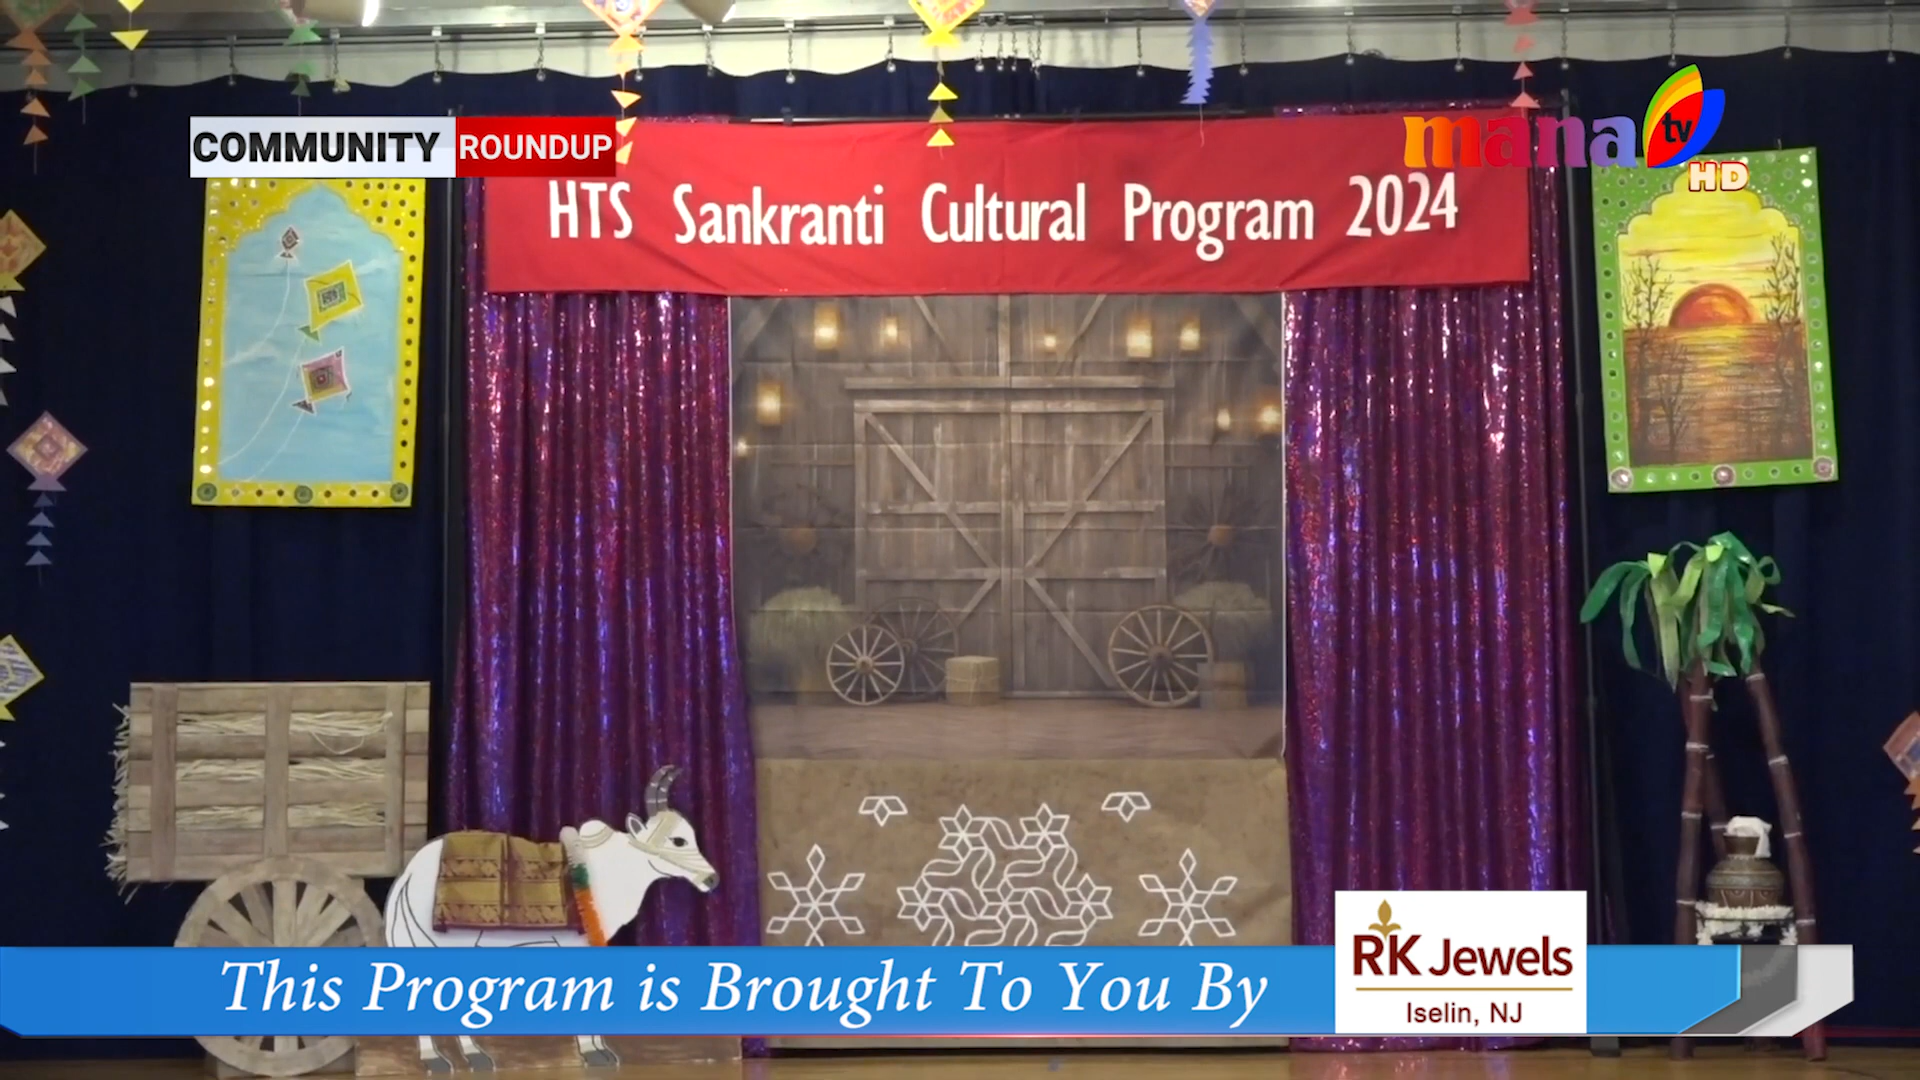 COMMUNITY ROUNDUP
mana tv
HD
HTS Sankranti Cultural Program 2024
This Program is Brought To You By
RK Jewels
Iselin, NJ